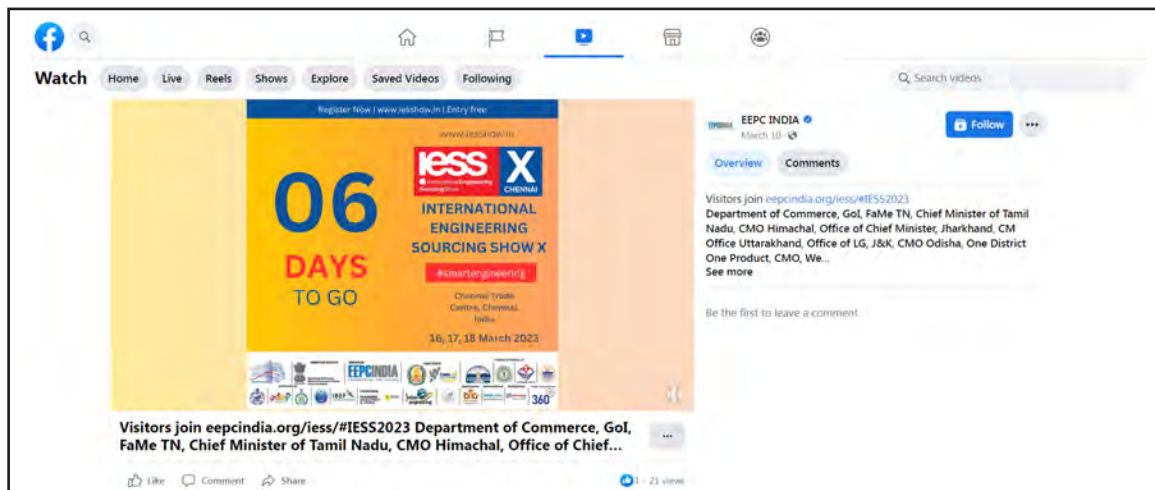 Watch
Home Live Reels Shows Explore Saved Videos Following
Search videos
Register Now I www.iesshow.in I Entry free
06
DAYS
TO GO
www.iesshow.in
iess X
International Engineering
Sourcing Show
CHENNAI
INTERNATIONAL
ENGINEERING
SOURCING SHOW X
#smartengineering
Chennai Trade
Centre, Chennai,
India
16, 17, 18 March 2023
EEPCINDIA
360°
Visitors join eepcindia.org/iess/#IESS2023 Department of Commerce, GoI,
FaMe TN, Chief Minister of Tamil Nadu, CMO Himachal, Office of Chief...
Like Comment Share
1 · 21 views
EEPC INDIA
March 10
Follow
Overview Comments
Visitors join eepcindia.org/iess/#IESS2023
Department of Commerce, GoI, FaMe TN, Chief Minister of Tamil
Nadu, CMO Himachal, Office of Chief Minister, Jharkhand, CM
Office Uttarakhand, Office of LG, J&K, CMO Odisha, One District
One Product, CMO, We...
See more
Be the first to leave a comment.